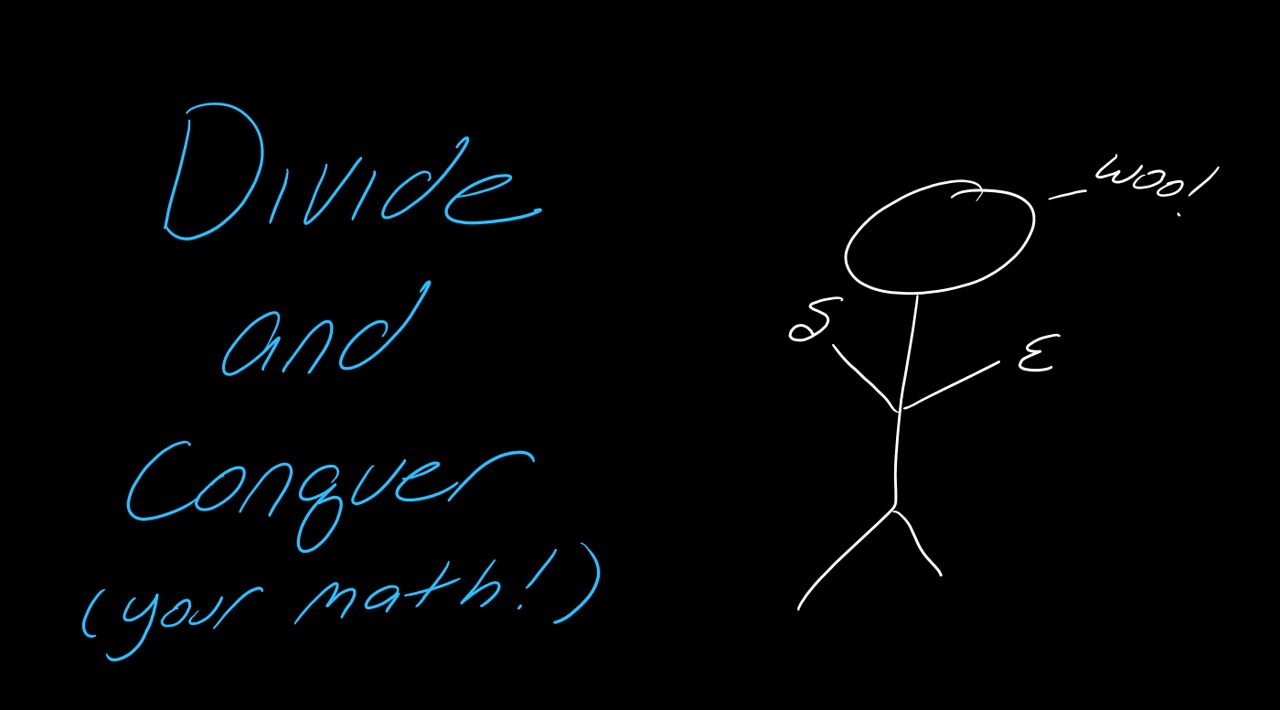 Divide
and
Conquer
(your math!)
woo!
δ
ε